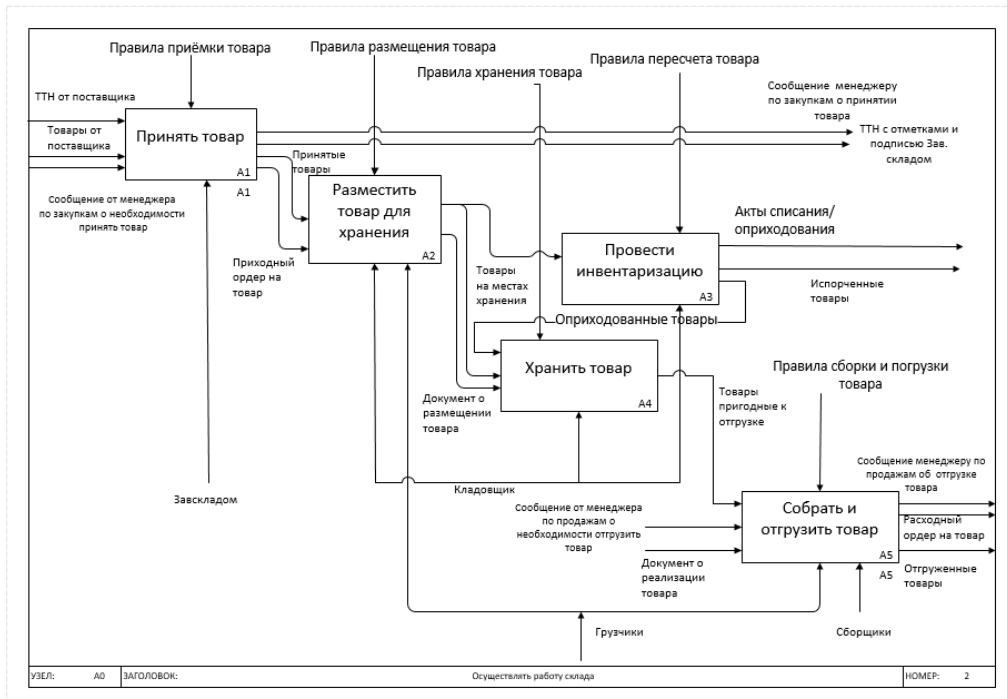 Правила приёмки товара
Правила размещения товара
Правила хранения товара
Правила пересчета товара
Сообщение менеджеру
по закупкам о принятии
товара
ТТН от поставщика
Товары от
поставщика
Принять товар
A1
A1
ТТН с отметками и
подписью Зав.
складом
Принятые
товары
Сообщение от менеджера
по закупкам о необходимости
принять товар
Разместить
товар для
хранения
A2
Приходный
ордер на
товар
Акты списания/
оприходования
Провести
инвентаризацию
A3
Товары
на местах
хранения
Испорченные
товары
Оприходованные товары
Хранить товар
A4
Правила сборки и погрузки
товара
Документ о
размещении
товара
Товары
пригодные к
отгрузке
Завскладом
Кладовщик
Сообщение менеджеру по
продажам об отгрузке
товара
Сообщение от менеджера
по продажам о
необходимости отгрузить
товар
Собрать и
отгрузить товар
A5
A5
Расходный
ордер на товар
Документ о
реализации
товара
Отгруженные
товары
Грузчики
Сборщики
УЗЕЛ: A0 ЗАГОЛОВОК: Осуществлять работу склада НОМЕР: 2